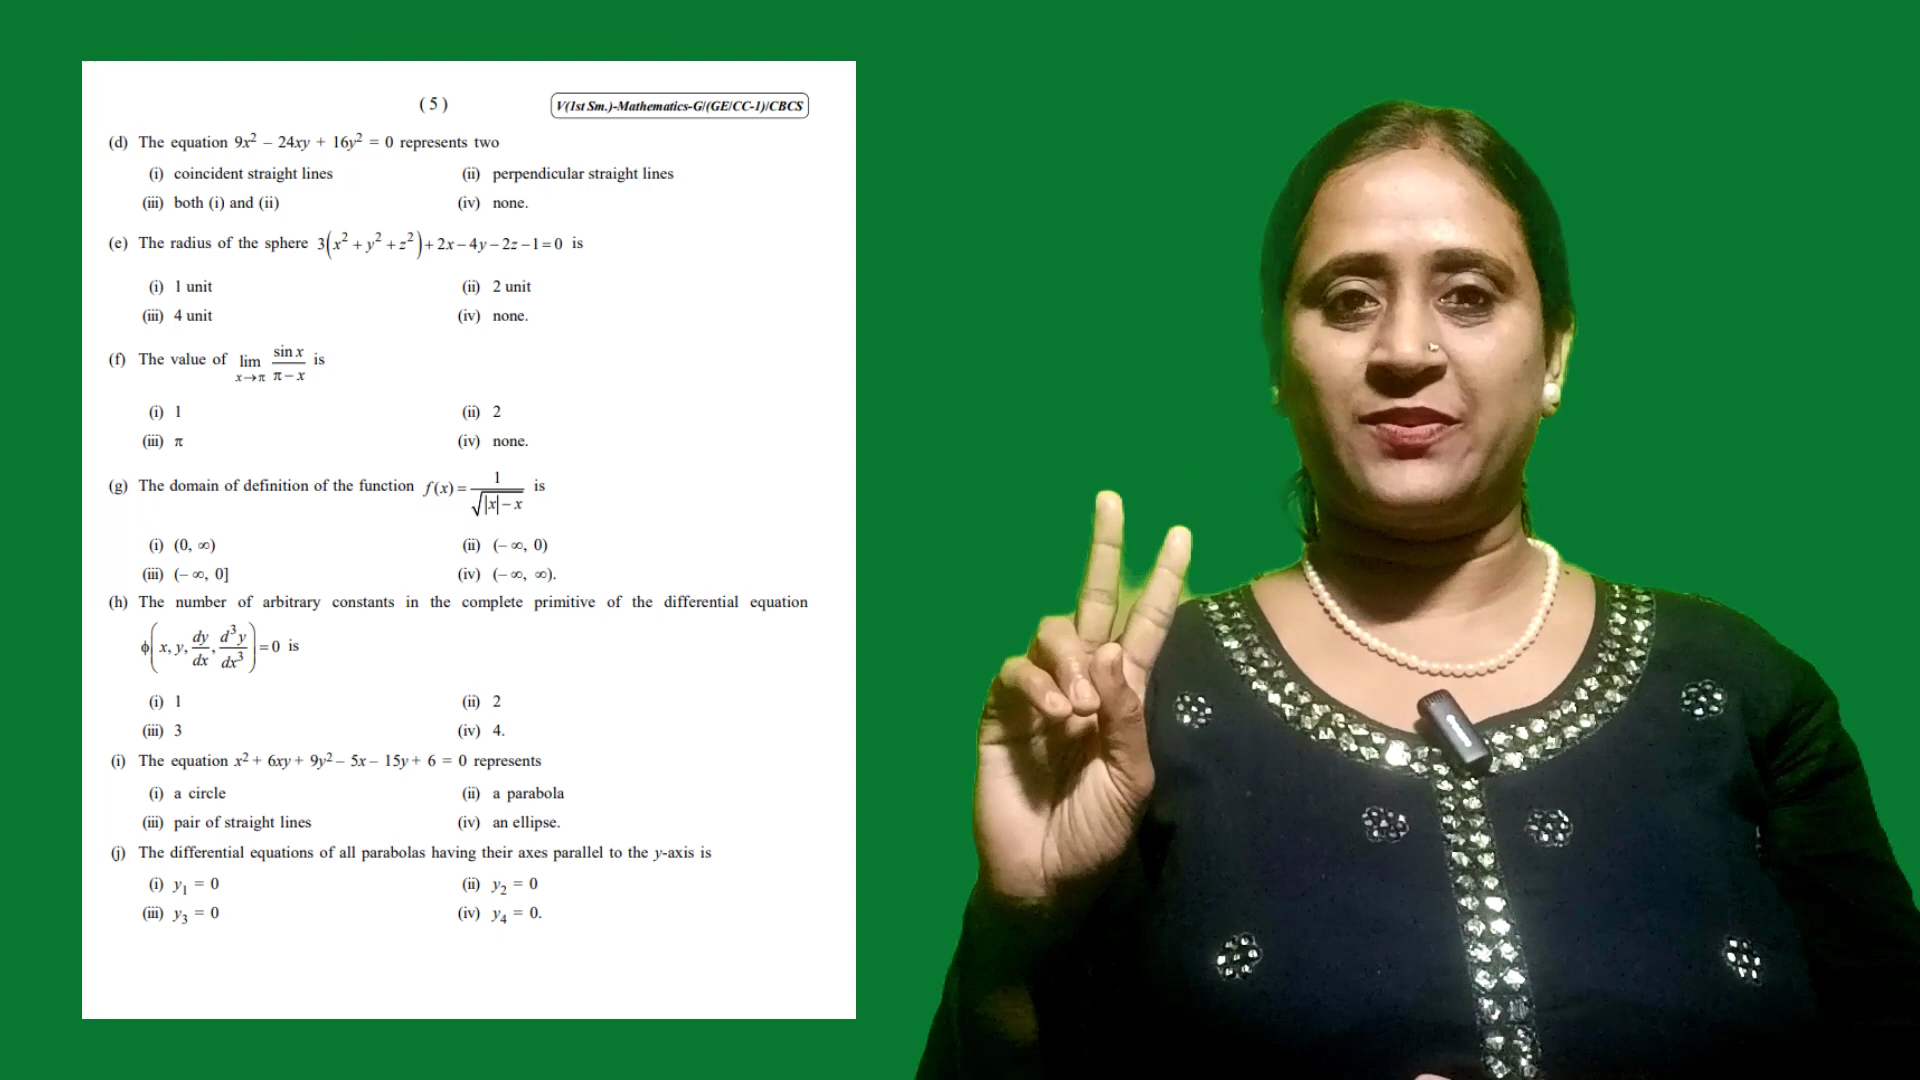 ( 5 ) V(1st Sm.)-Mathematics-G/(GE/CC-1)/CBCS
(d) The equation 9x² – 24xy + 16y² = 0 represents two
(i) coincident straight lines (ii) perpendicular straight lines
(iii) both (i) and (ii) (iv) none.
(e) The radius of the sphere 3(x² + y² + z²) + 2x – 4y – 2z – 1 = 0 is
(i) 1 unit (ii) 2 unit
(iii) 4 unit (iv) none.
(f) The value of lim x→π sin x / π – x is
(i) 1 (ii) 2
(iii) π (iv) none.
(g) The domain of definition of the function f(x) = 1 / √|x| – x is
(i) (0, ∞) (ii) (– ∞, 0)
(iii) (– ∞, 0] (iv) (– ∞, ∞).
(h) The number of arbitrary constants in the complete primitive of the differential equation
ϕ(x, y, dy/dx, d³y/dx³) = 0 is
(i) 1 (ii) 2
(iii) 3 (iv) 4.
(i) The equation x² + 6xy + 9y² – 5x – 15y + 6 = 0 represents
(i) a circle (ii) a parabola
(iii) pair of straight lines (iv) an ellipse.
(j) The differential equations of all parabolas having their axes parallel to the y-axis is
(i) y₁ = 0 (ii) y₂ = 0
(iii) y₃ = 0 (iv) y₄ = 0.